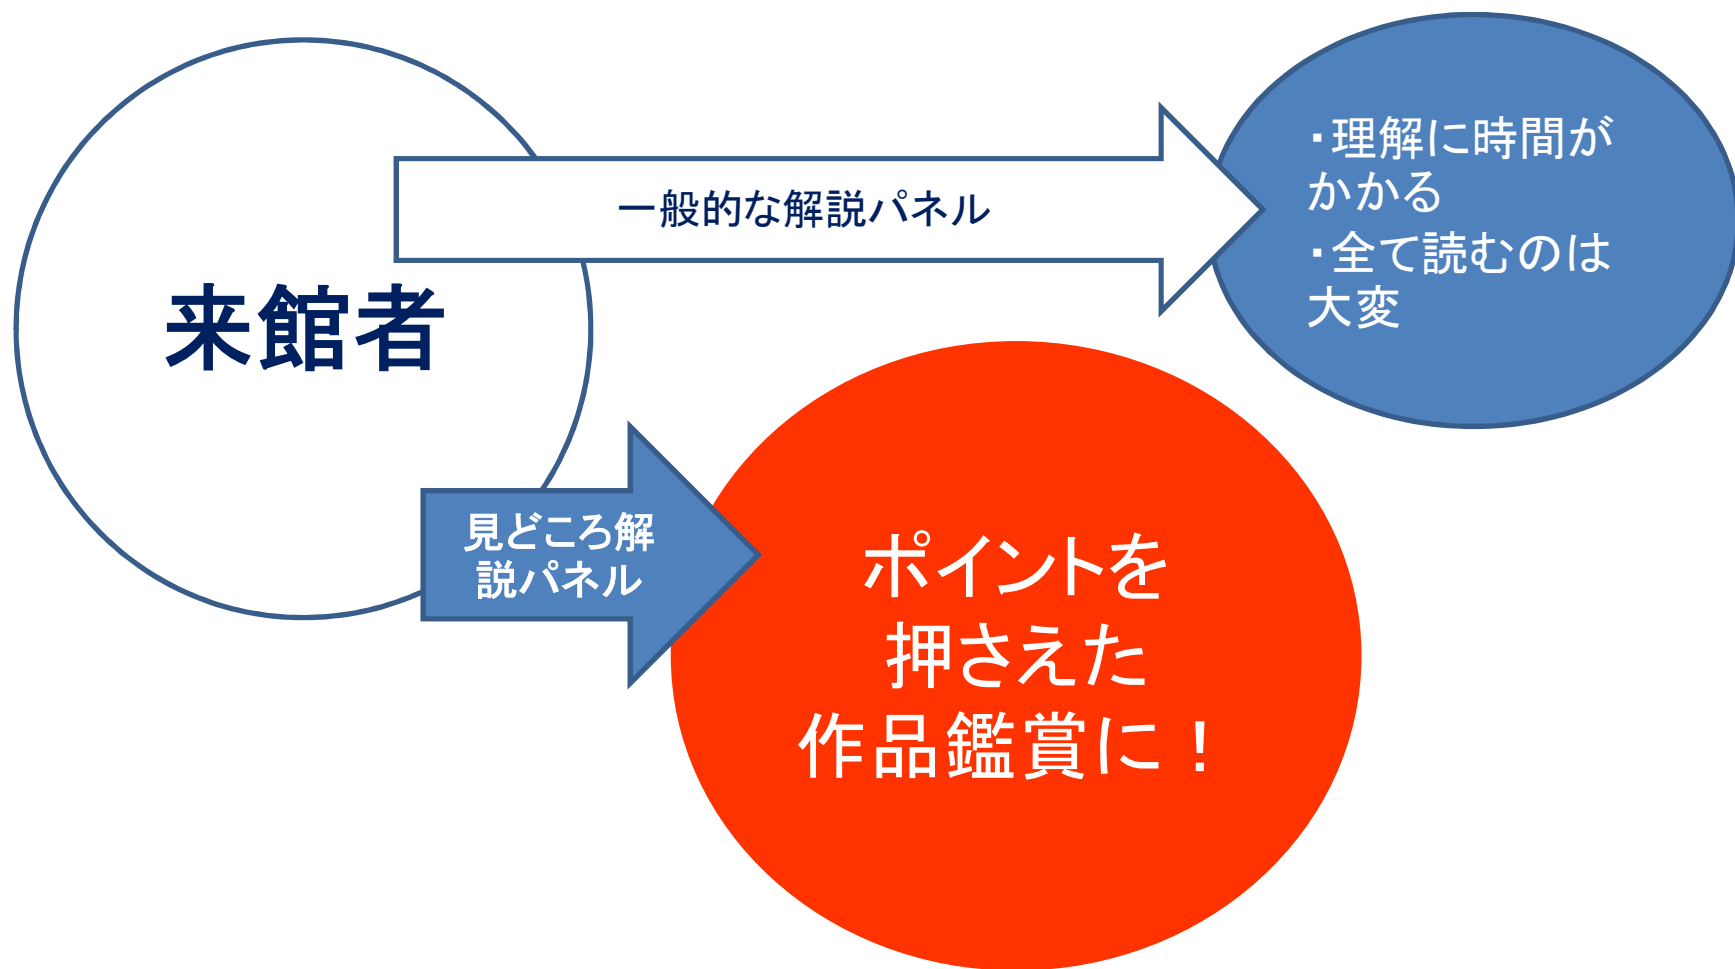 来館者
一般的な解説パネル
・理解に時間が
かかる
・全て読むのは
大変
見どころ解
説パネル
ポイントを
押さえた
作品鑑賞に！